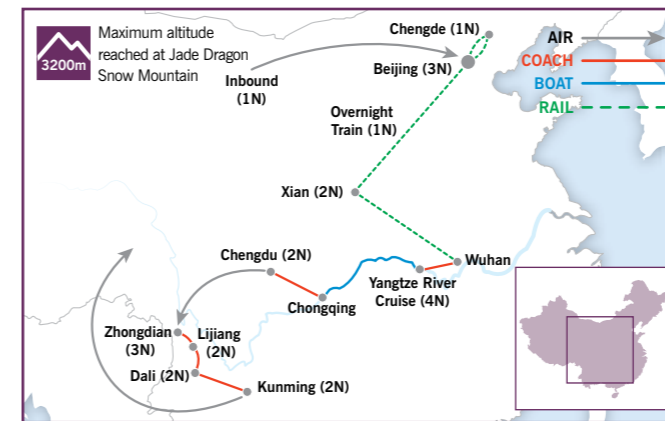 3200m
Maximum altitude
reached at Jade Dragon
Snow Mountain
Inbound
(1N)
Chengde (1N)
Beijing (3N)
AIR
COACH
BOAT
RAIL
Overnight
Train (1N)
Xian (2N)
Wuhan
Chengdu (2N)
Yangtze River
Cruise (4N)
Chongqing
Zhongdian
(3N)
Lijiang
(2N)
Dali (2N)
Kunming (2N)